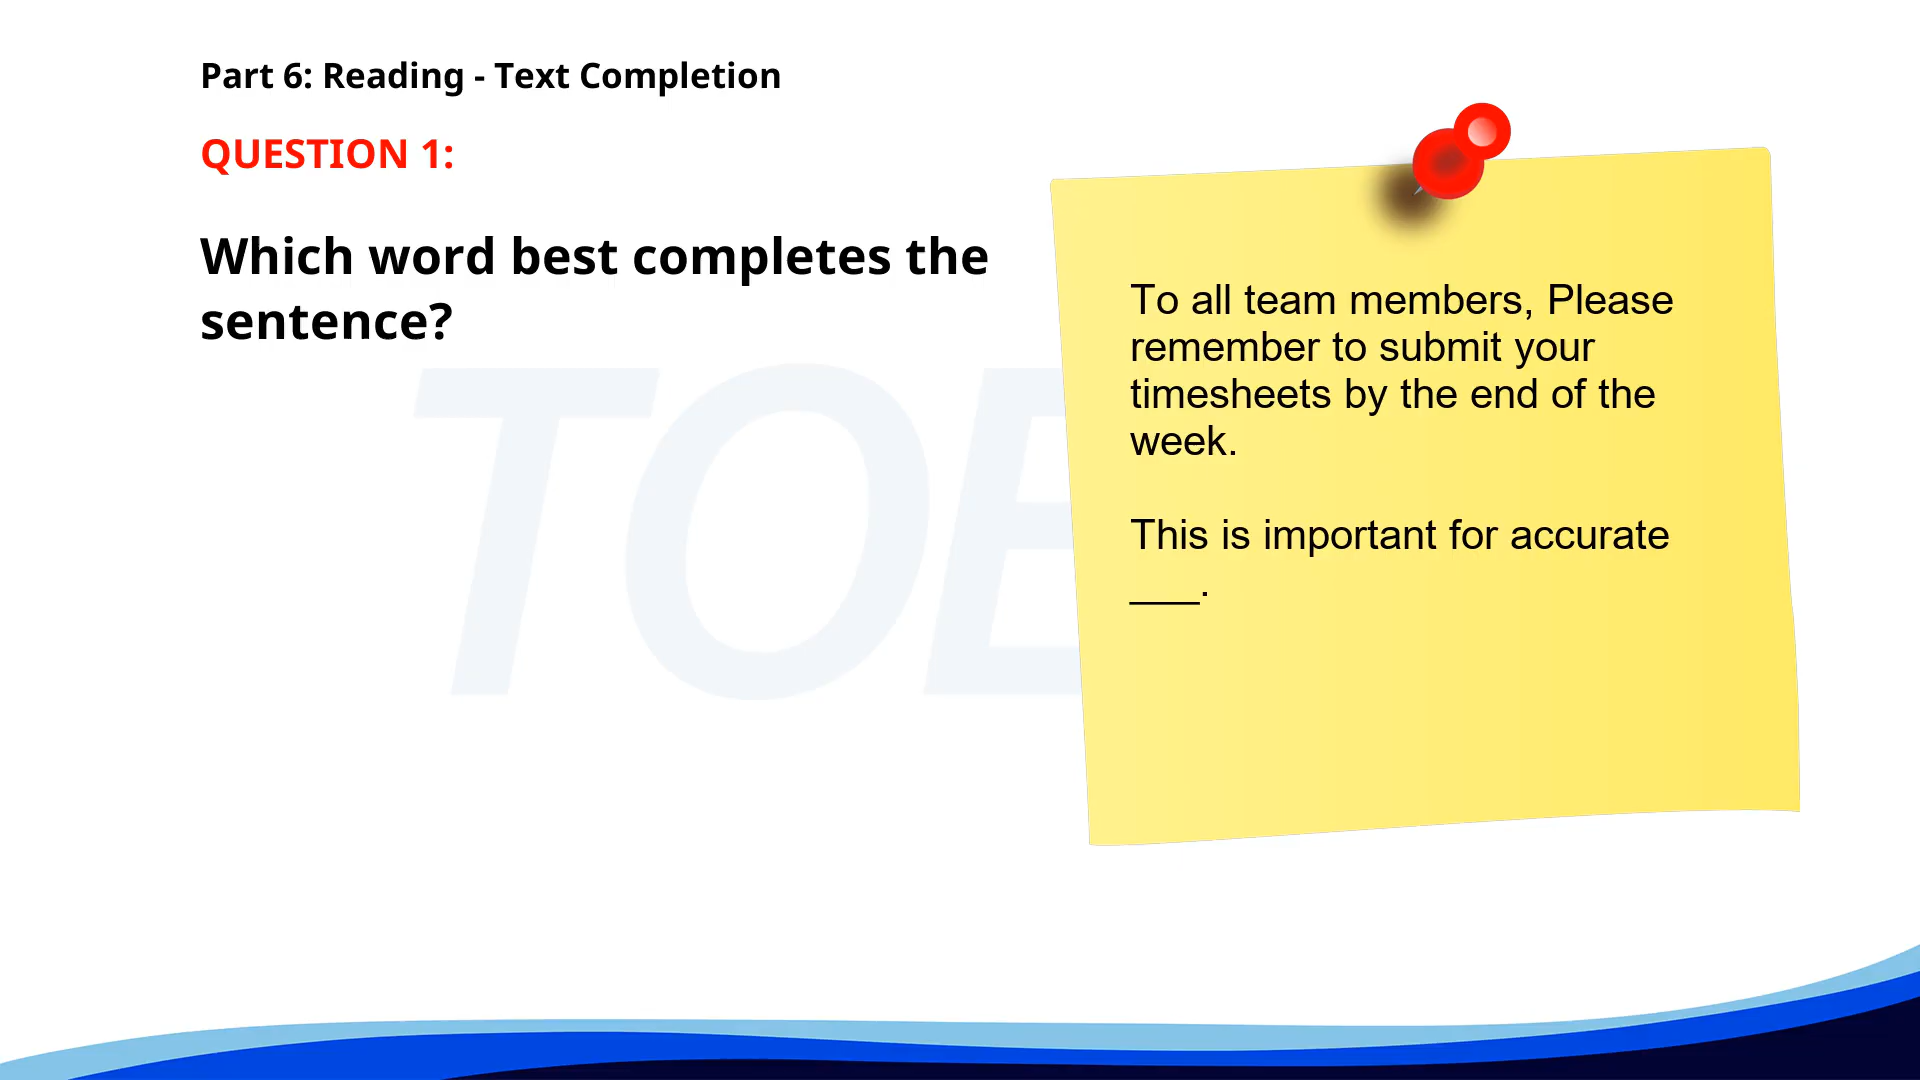 Part 6: Reading - Text Completion
QUESTION 1:
Which word best completes the
sentence?
To all team members, Please
remember to submit your
timesheets by the end of the
week.
This is important for accurate
___.
TOE